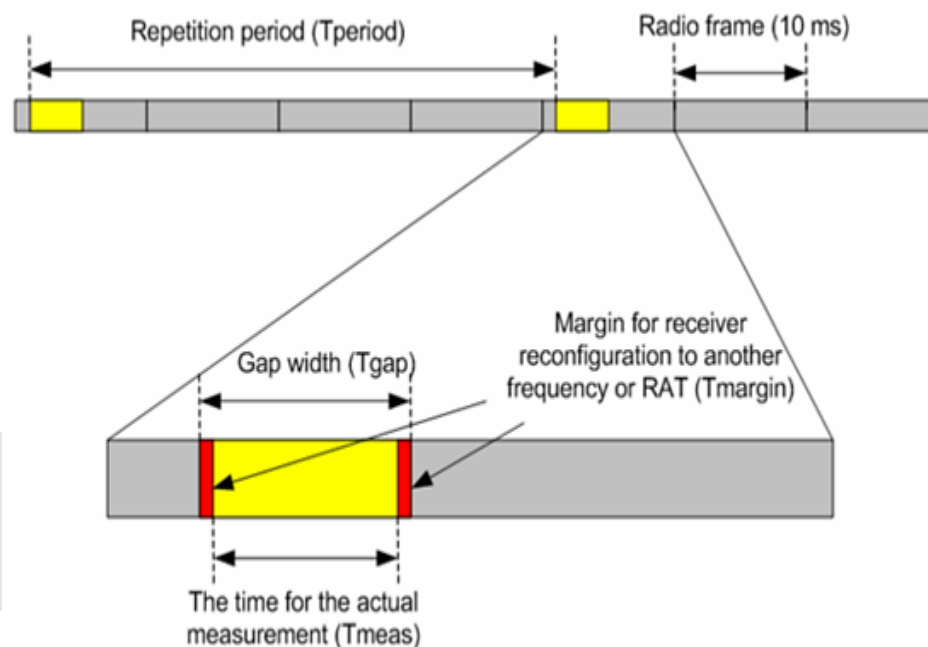 Repetition period (Tperiod)
Radio frame (10 ms)
Margin for receiver
reconfiguration to another
frequency or RAT (Tmargin)
Gap width (Tgap)
The time for the actual
measurement (Tmeas)